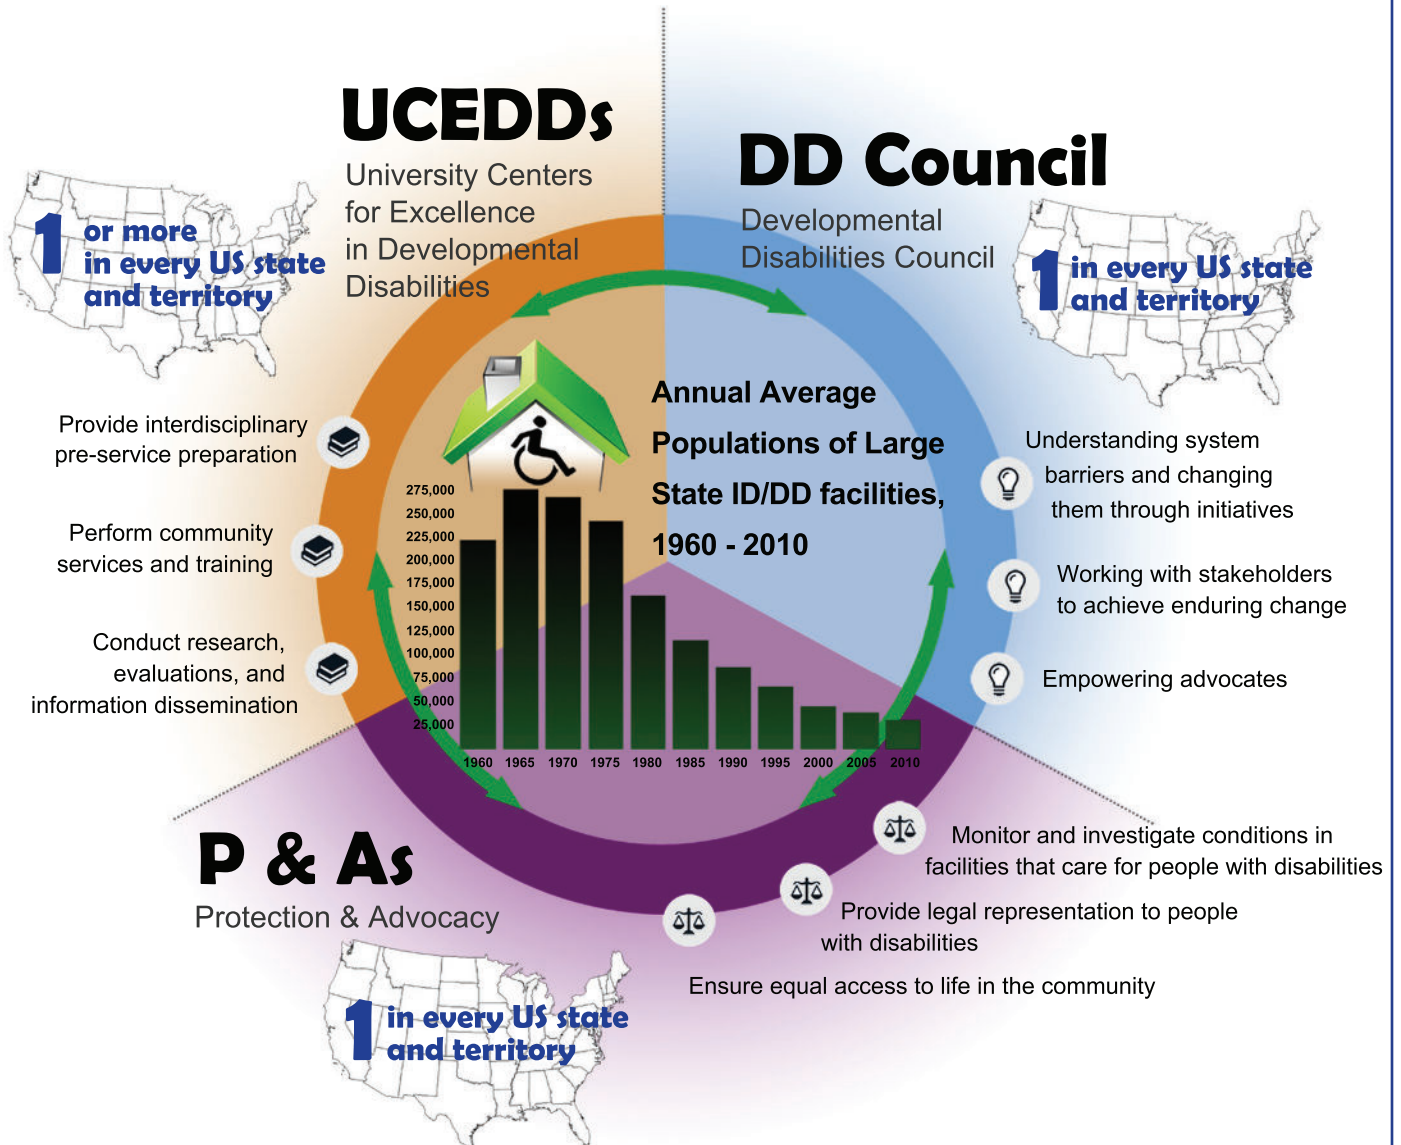 UCEDDs
University Centers
for Excellence
in Developmental
Disabilities
1 or more
in every US state
and territory
Provide interdisciplinary
pre-service preparation
Perform community
services and training
Conduct research,
evaluations, and
information dissemination
DD Council
Developmental
Disabilities Council
1 in every US state
and territory
Understanding system
barriers and changing
them through initiatives
Working with stakeholders
to achieve enduring change
Empowering advocates
Annual Average
Populations of Large
State ID/DD facilities,
1960 - 2010
275,000
250,000
225,000
200,000
175,000
150,000
125,000
100,000
75,000
50,000
25,000
1960 1965 1970 1975 1980 1985 1990 1995 2000 2005 2010
P & As
Protection & Advocacy
1 in every US state
and territory
Monitor and investigate conditions in
facilities that care for people with disabilities
Provide legal representation to people
with disabilities
Ensure equal access to life in the community